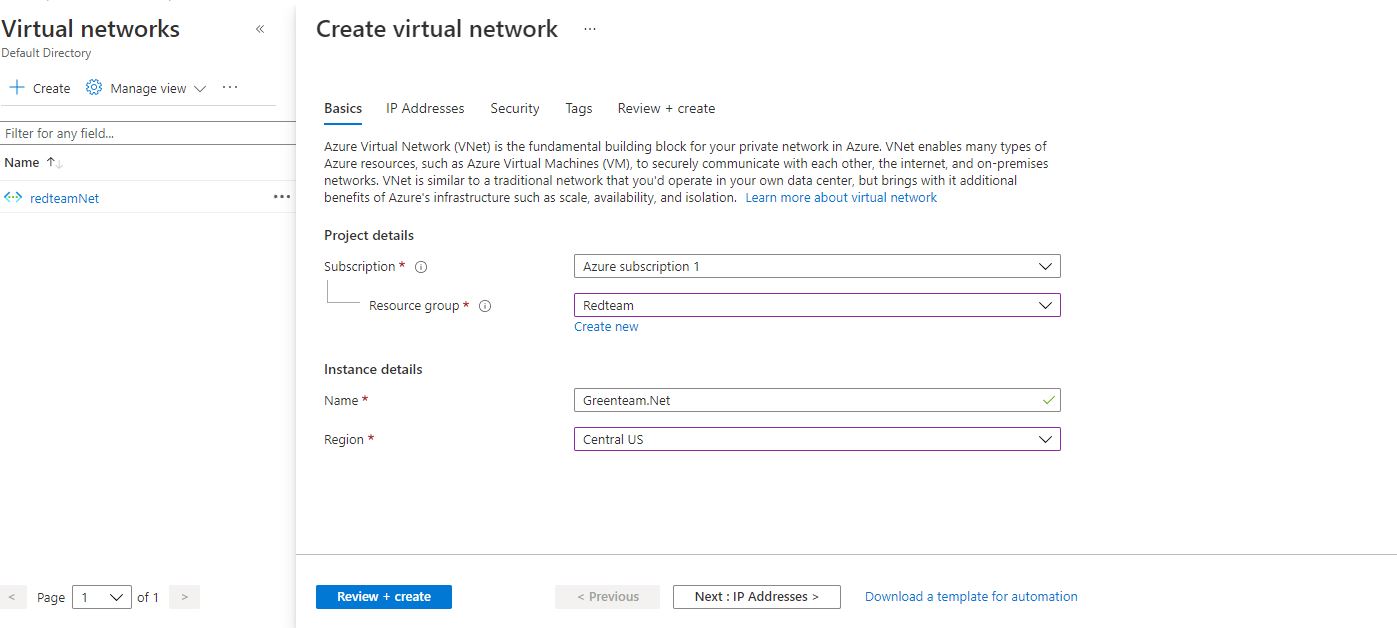 Virtual networks
«
Default Directory
+ Create Manage view ...
Filter for any field...
Name ↑↓
redteamNet ...
Page 1 of 1
< >
Create virtual network ...
Basics IP Addresses Security Tags Review + create
Azure Virtual Network (VNet) is the fundamental building block for your private network in Azure. VNet enables many types of
Azure resources, such as Azure Virtual Machines (VM), to securely communicate with each other, the internet, and on-premises
networks. VNet is similar to a traditional network that you'd operate in your own data center, but brings with it additional
benefits of Azure's infrastructure such as scale, availability, and isolation. Learn more about virtual network
Project details
Subscription * Azure subscription 1
Resource group * Redteam
Create new
Instance details
Name * Greenteam.Net
Region * Central US
Review + create < Previous Next : IP Addresses > Download a template for automation